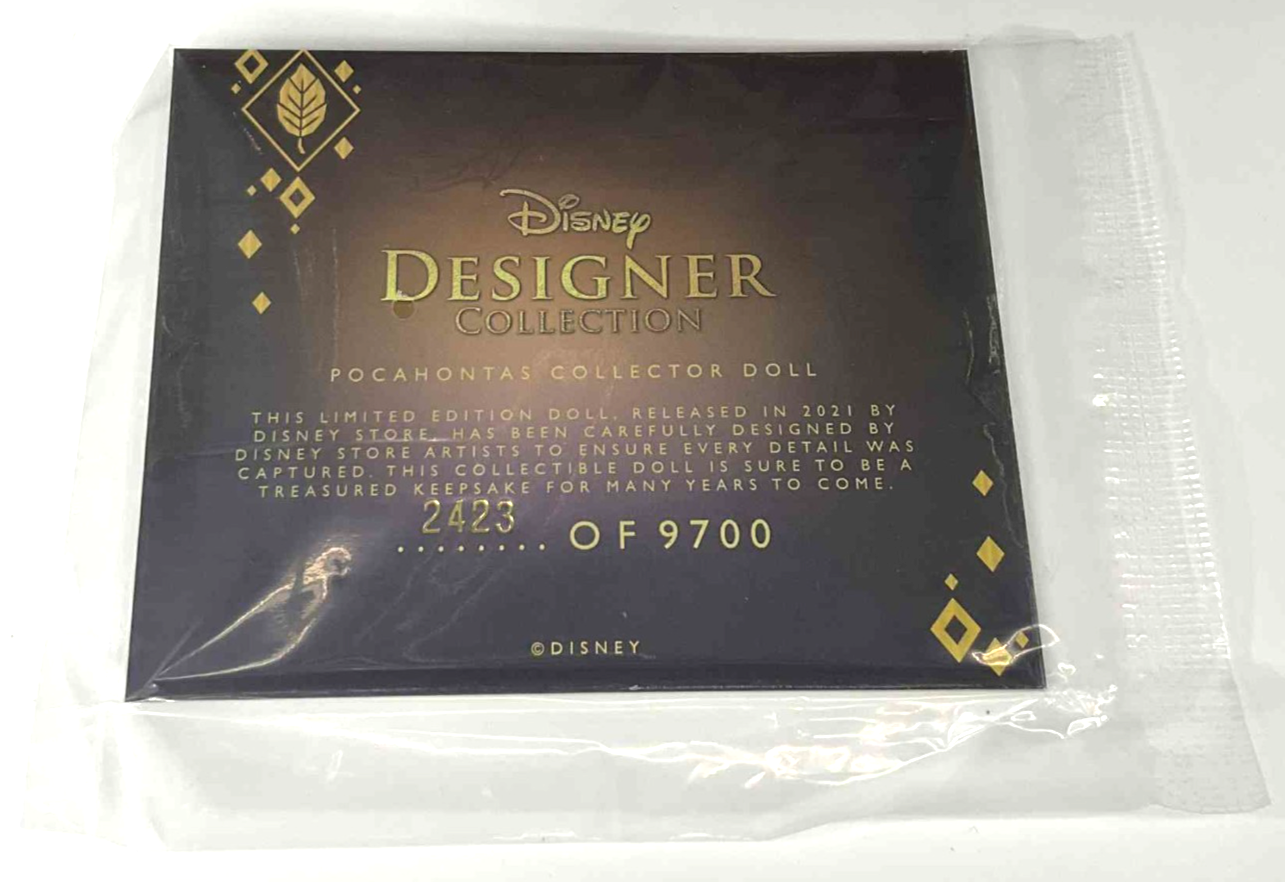 Disney
DESIGNER
COLLECTION
POCAHONTAS COLLECTOR DOLL
THIS LIMITED EDITION DOLL, RELEASED IN 2021 BY
DISNEY STORE, HAS BEEN CAREFULLY DESIGNED BY
DISNEY STORE ARTISTS TO ENSURE EVERY DETAIL WAS
CAPTURED. THIS COLLECTIBLE DOLL IS SURE TO BE A
TREASURED KEEPSAKE FOR MANY YEARS TO COME.
2423 ........ OF 9700
©DISNEY